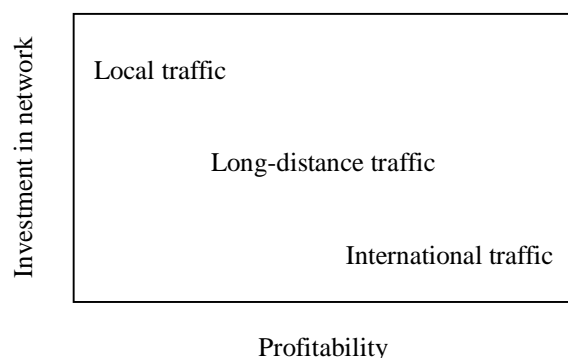 Investment in network
Local traffic
Long-distance traffic
International traffic
Profitability